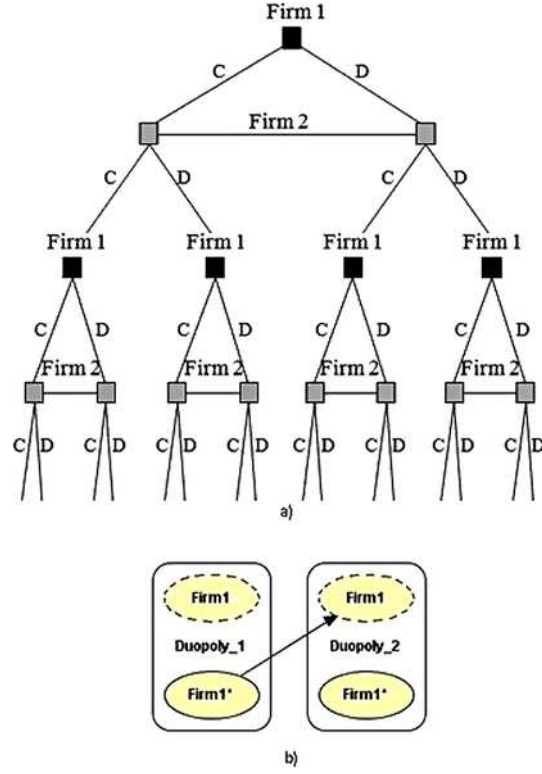 Firm 1
C D
Firm 2
C D C D
Firm 1 Firm 1 Firm 1 Firm 1
C D C D C D C D
Firm 2 Firm 2 Firm 2 Firm 2
C D C D C D C D C D C D C D C D
a)
Firm1 Firm1
Duopoly_1 Duopoly_2
Firm1* Firm1*
b)